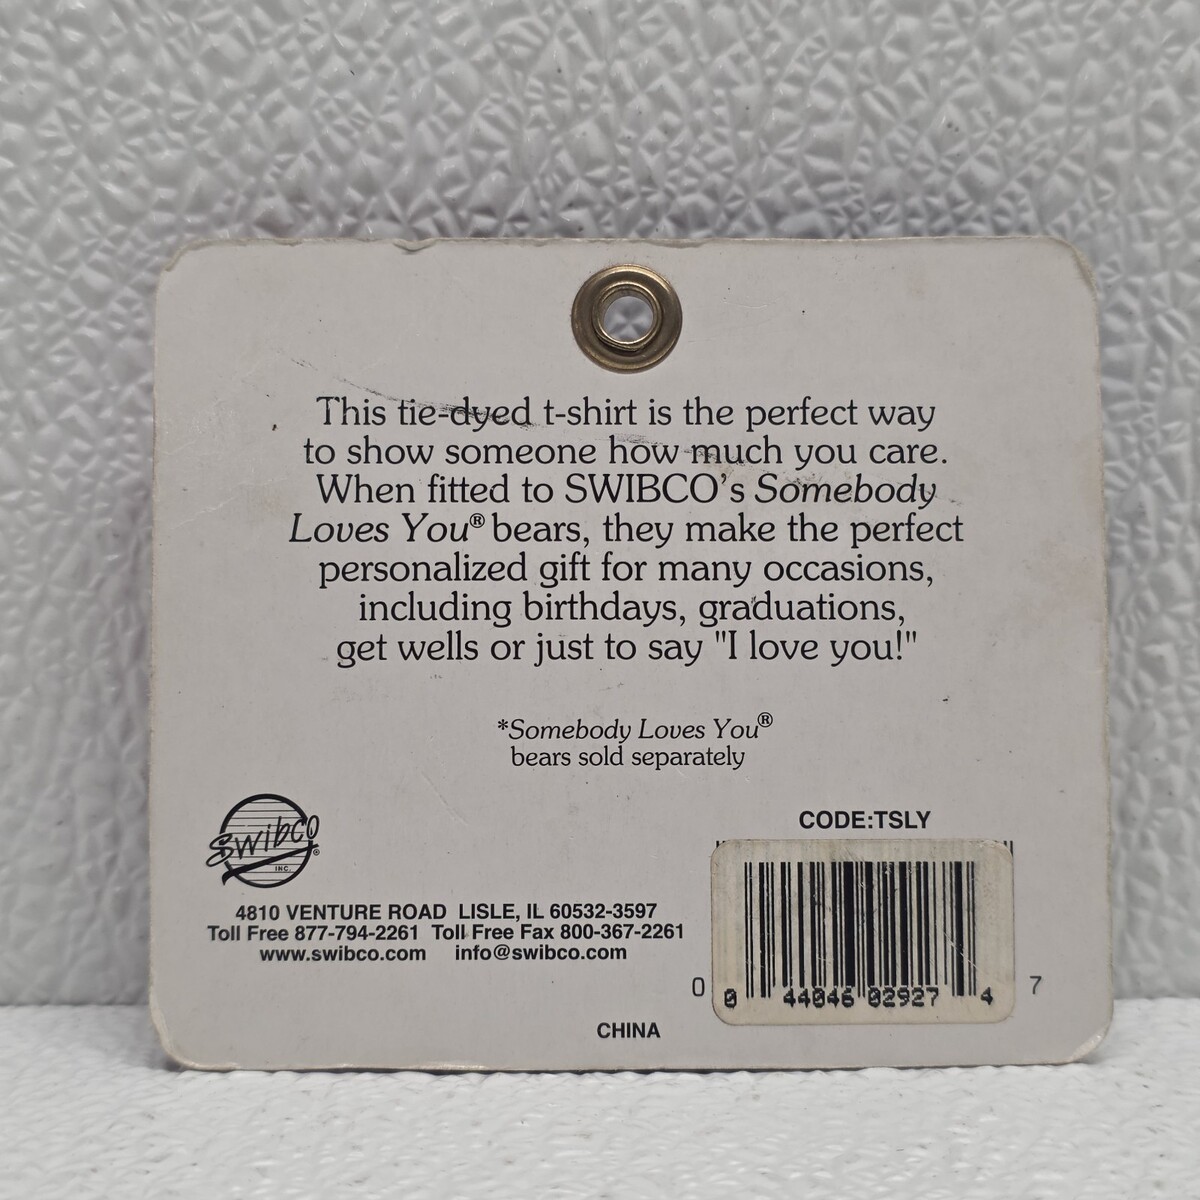 This tie-dyed t-shirt is the perfect way
to show someone how much you care.
When fitted to SWIBCO's Somebody
Loves You® bears, they make the perfect
personalized gift for many occasions,
including birthdays, graduations,
get wells or just to say "I love you!"
*Somebody Loves You®
bears sold separately
Swibco®
INC.
4810 VENTURE ROAD LISLE, IL 60532-3597
Toll Free 877-794-2261 Toll Free Fax 800-367-2261
www.swibco.com info@swibco.com
CHINA
CODE:TSLY
0 0 44046 02927 4 7